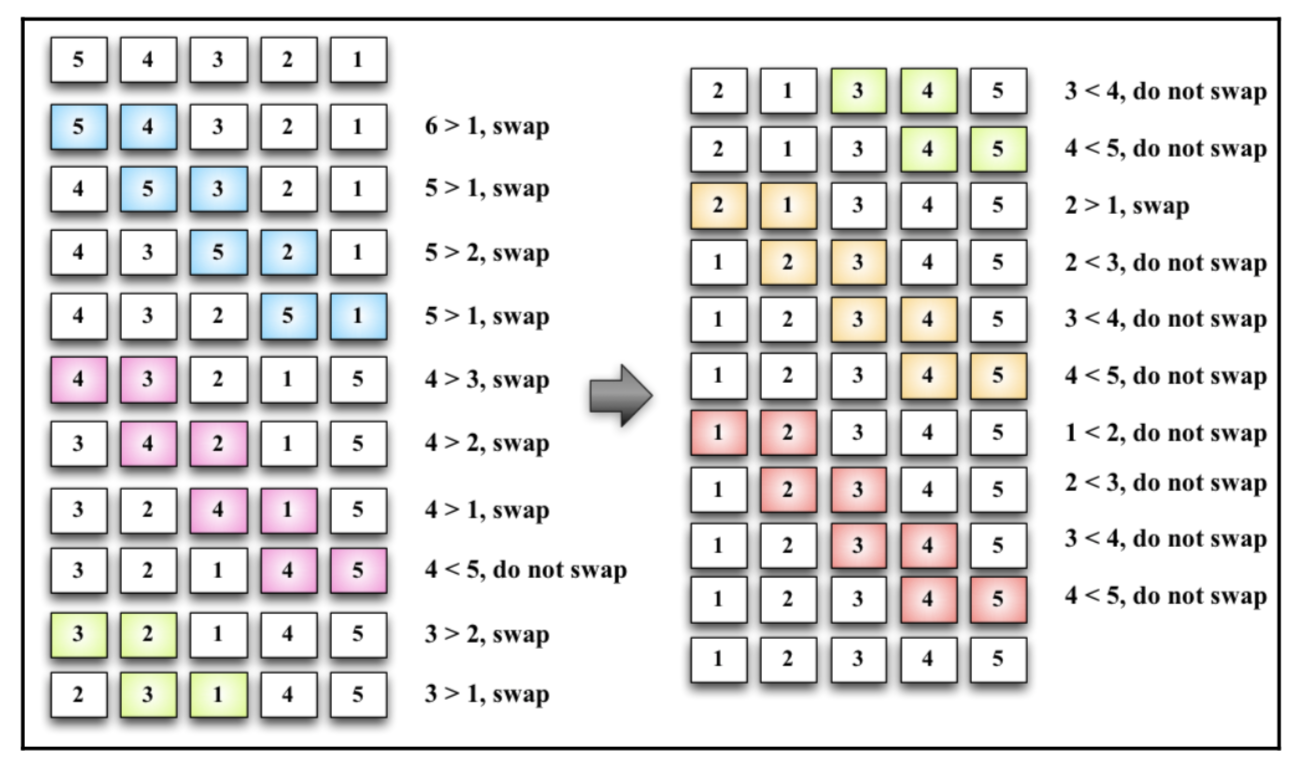 5 4 3 2 1
5 4 3 2 1 6 > 1, swap
4 5 3 2 1 5 > 1, swap
4 3 5 2 1 5 > 2, swap
4 3 2 5 1 5 > 1, swap
4 3 2 1 5 4 > 3, swap
3 4 2 1 5 4 > 2, swap
3 2 4 1 5 4 > 1, swap
3 2 1 4 5 4 < 5, do not swap
3 2 1 4 5 3 > 2, swap
2 3 1 4 5 3 > 1, swap
2 1 3 4 5 3 < 4, do not swap
2 1 3 4 5 4 < 5, do not swap
2 1 3 4 5 2 > 1, swap
1 2 3 4 5 2 < 3, do not swap
1 2 3 4 5 3 < 4, do not swap
1 2 3 4 5 4 < 5, do not swap
1 2 3 4 5 1 < 2, do not swap
1 2 3 4 5 2 < 3, do not swap
1 2 3 4 5 3 < 4, do not swap
1 2 3 4 5 4 < 5, do not swap
1 2 3 4 5